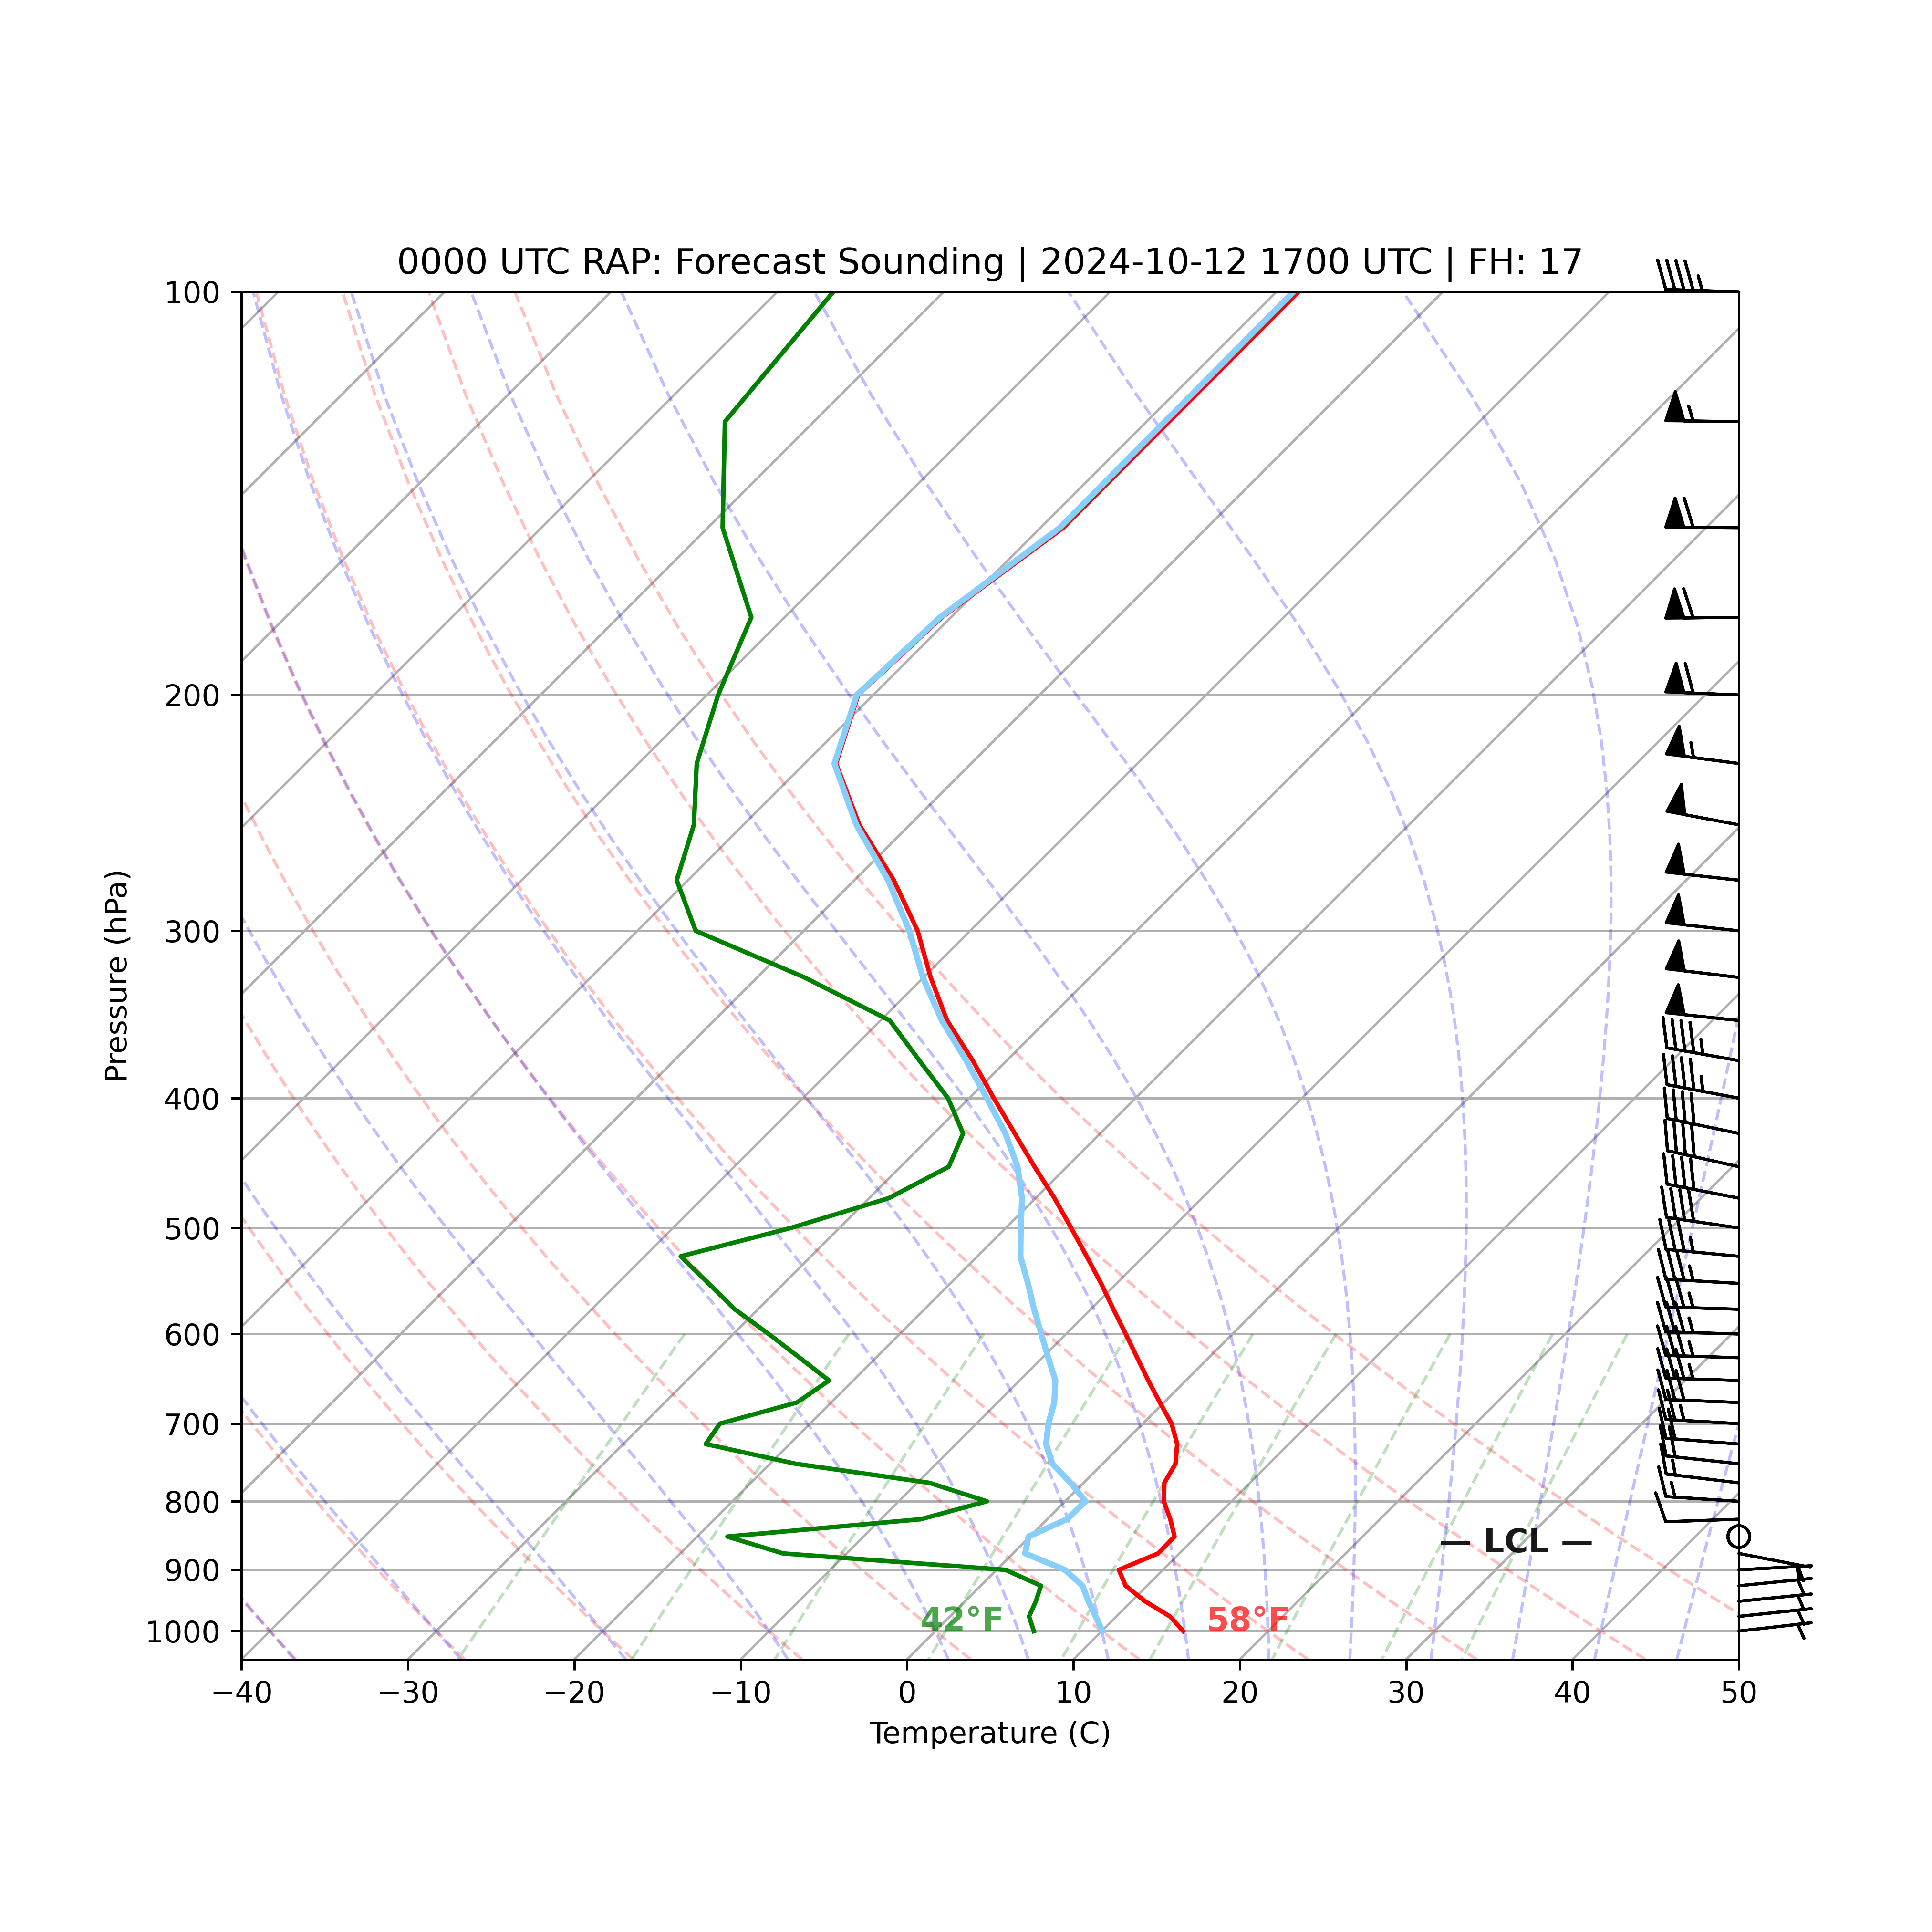 0000 UTC RAP: Forecast Sounding | 2024-10-12 1700 UTC | FH: 17
100
200
300
400
500
600
700
800
900
1000
Pressure (hPa)
— LCL —
42°F
58°F
−40 −30 −20 −10 0 10 20 30 40 50
Temperature (C)